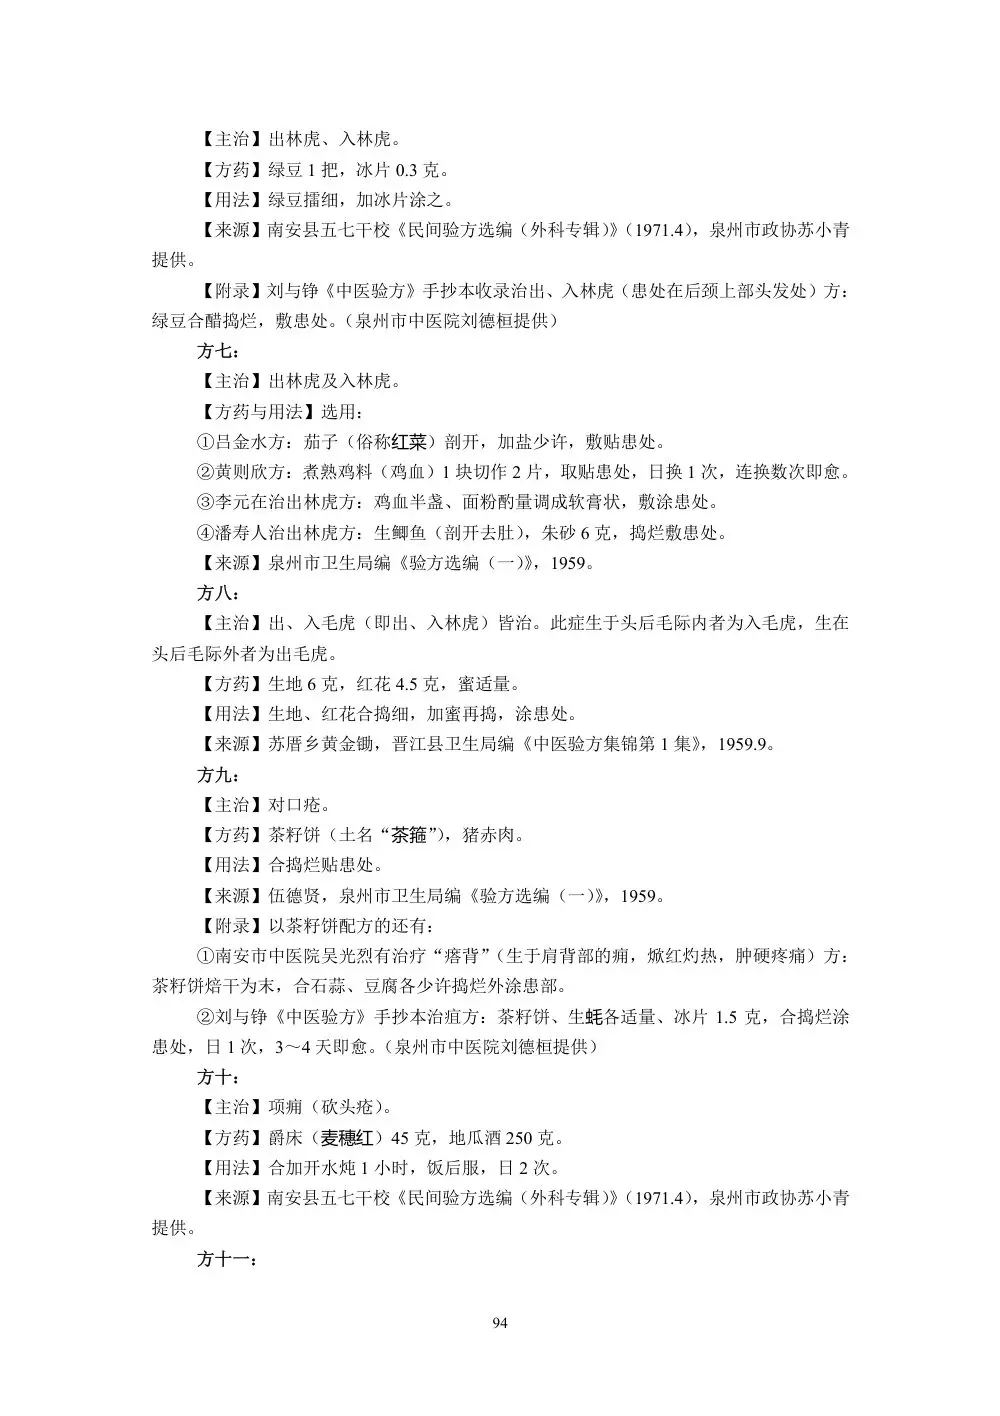 【主治】出林虎、入林虎。
【方药】绿豆 1 把，冰片 0.3 克。
【用法】绿豆擂细，加冰片涂之。
【来源】南安县五七干校《民间验方选编（外科专辑）》（1971.4），泉州市政协苏小青
提供。
【附录】刘与铮《中医验方》手抄本收录治出、入林虎（患处在后颈上部头发处）方：
绿豆合醋捣烂，敷患处。（泉州市中医院刘德桓提供）
方七：
【主治】出林虎及入林虎。
【方药与用法】选用：
①吕金水方：茄子（俗称红菜）剖开，加盐少许，敷贴患处。
②黄则欣方：煮熟鸡料（鸡血）1 块切作 2 片，取贴患处，日换 1 次，连换数次即愈。
③李元在治出林虎方：鸡血半盏、面粉酌量调成软膏状，敷涂患处。
④潘寿人治出林虎方：生鲫鱼（剖开去肚），朱砂 6 克，捣烂敷患处。
【来源】泉州市卫生局编《验方选编（一）》，1959。
方八：
【主治】出、入毛虎（即出、入林虎）皆治。此症生于头后毛际内者为入毛虎，生在
头后毛际外者为出毛虎。
【方药】生地 6 克，红花 4.5 克，蜜适量。
【用法】生地、红花合捣细，加蜜再捣，涂患处。
【来源】苏厝乡黄金锄，晋江县卫生局编《中医验方集锦第 1 集》，1959.9。
方九：
【主治】对口疮。
【方药】茶籽饼（土名“茶箍”），猪赤肉。
【用法】合捣烂贴患处。
【来源】伍德贤，泉州市卫生局编《验方选编（一）》，1959。
【附录】以茶籽饼配方的还有：
①南安市中医院吴光烈有治疗“瘩背”（生于肩背部的痈，焮红灼热，肿硬疼痛）方：
茶籽饼焙干为末，合石蒜、豆腐各少许捣烂外涂患部。
②刘与铮《中医验方》手抄本治疽方：茶籽饼、生蚝各适量、冰片 1.5 克，合捣烂涂
患处，日 1 次，3～4 天即愈。（泉州市中医院刘德桓提供）
方十：
【主治】项痈（砍头疮）。
【方药】爵床（麦穗红）45 克，地瓜酒 250 克。
【用法】合加开水炖 1 小时，饭后服，日 2 次。
【来源】南安县五七干校《民间验方选编（外科专辑）》（1971.4），泉州市政协苏小青
提供。
方十一：
94